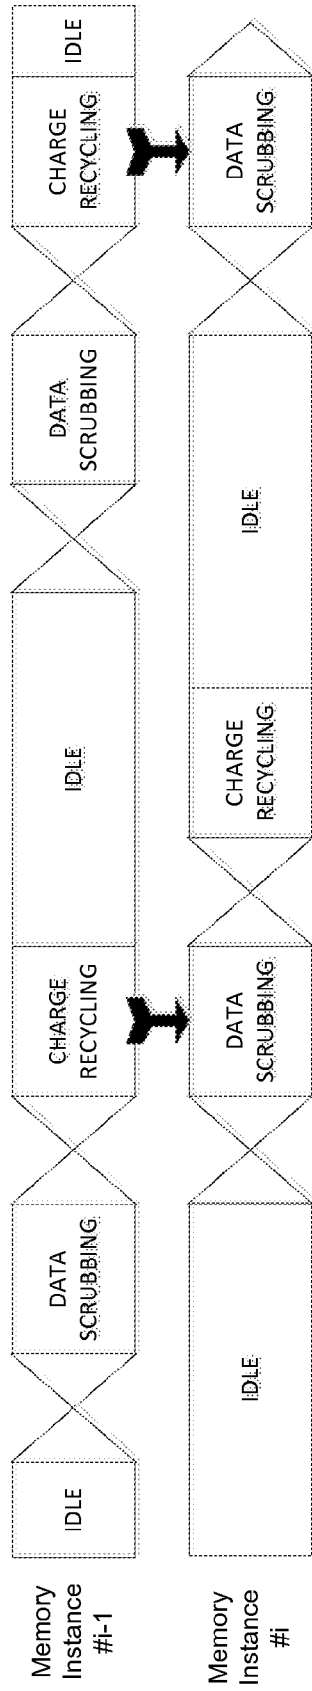 Memory
Instance
#i-1
IDLE
DATA
SCRUBBING
CHARGE
RECYCLING
IDLE
DATA
SCRUBBING
CHARGE
RECYCLING
IDLE
Memory
Instance
#i
IDLE
DATA
SCRUBBING
CHARGE
RECYCLING
IDLE
DATA
SCRUBBING